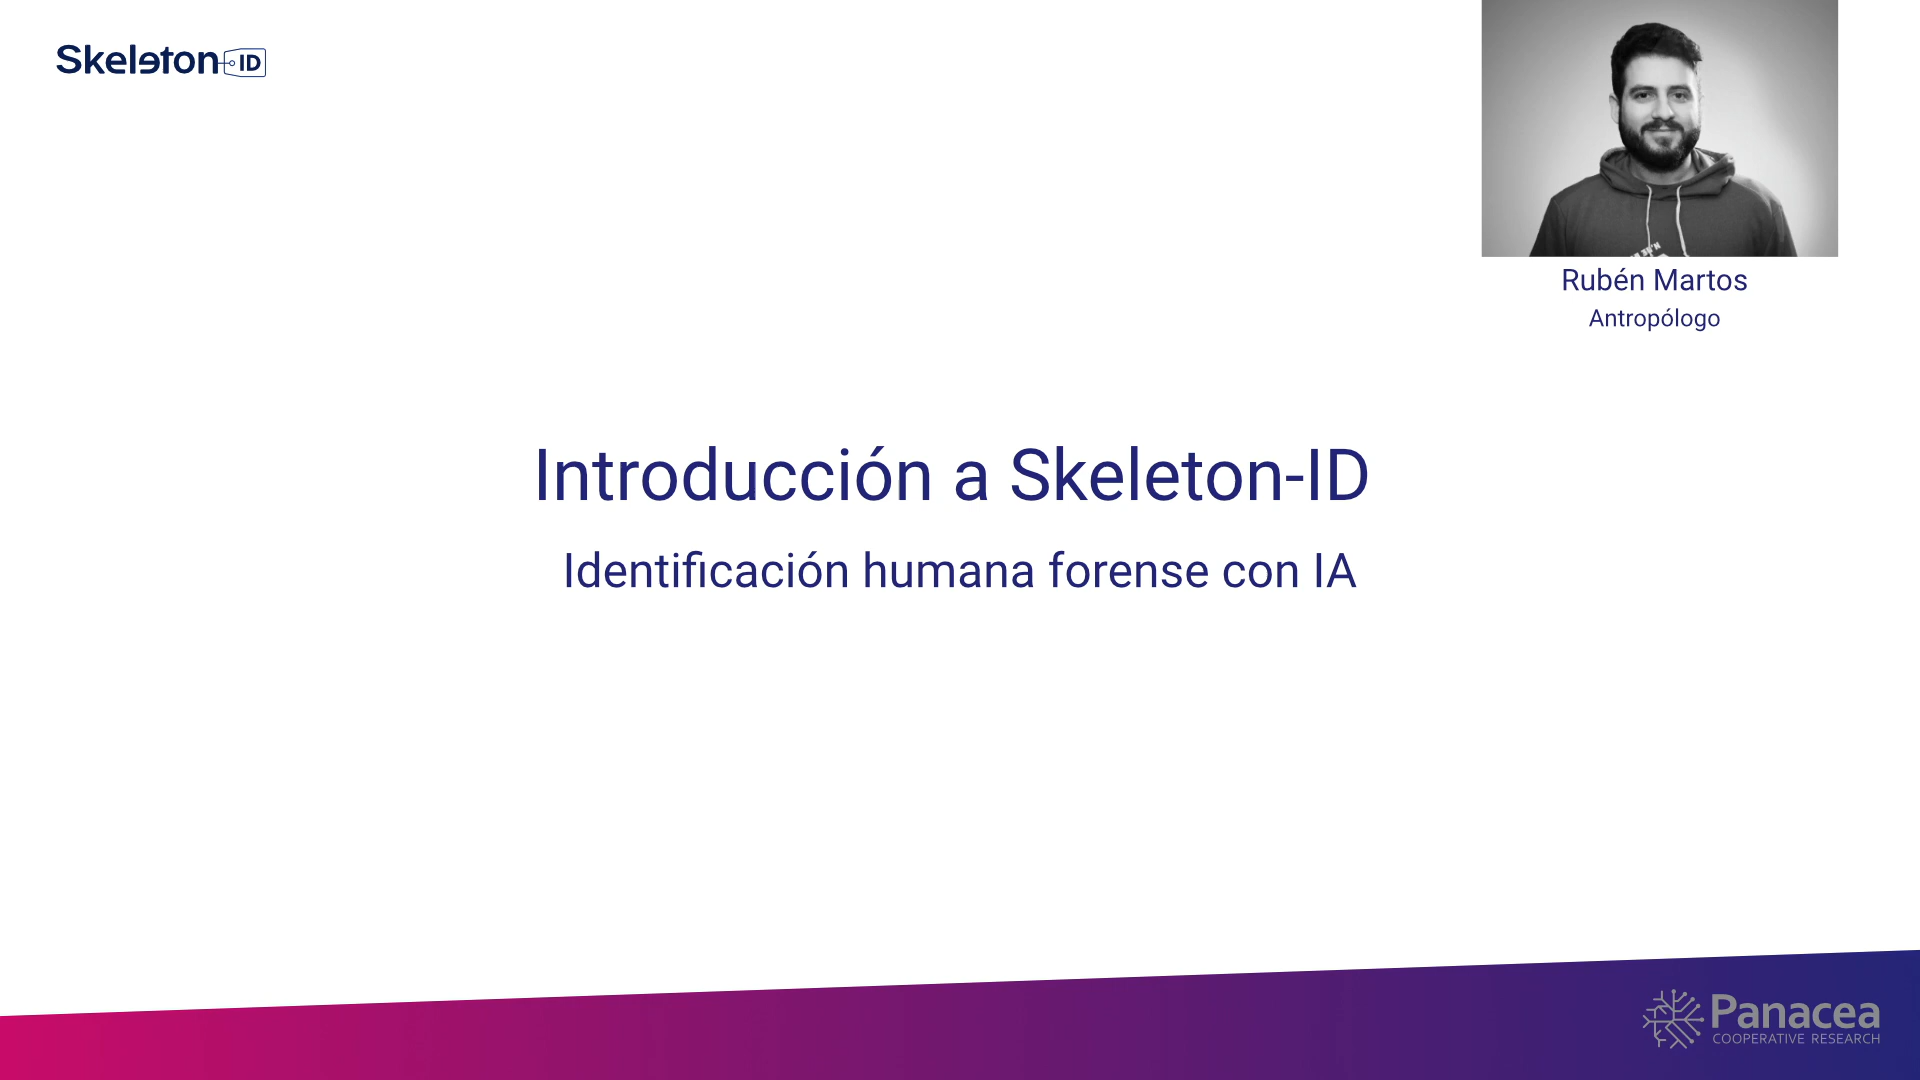 Skeleton-ID
Rubén Martos
Antropólogo
Introducción a Skeleton-ID
Identificación humana forense con IA
Panacea
COOPERATIVE RESEARCH